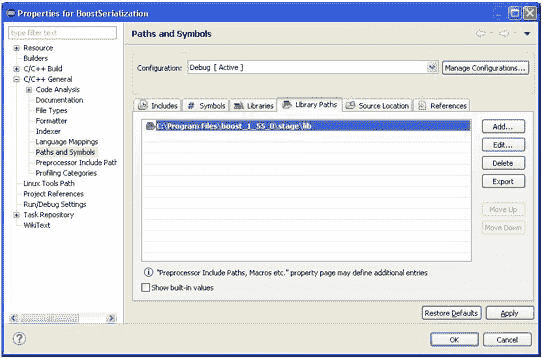 Properties for BoostSerialization
type filter text
Resource
Builders
C/C++ Build
C/C++ General
Code Analysis
Documentation
File Types
Formatter
Indexer
Language Mappings
Paths and Symbols
Preprocessor Include Path
Profiling Categories
Linux Tools Path
Project References
Run/Debug Settings
Task Repository
WikiText
Paths and Symbols
Configuration: Debug [ Active ] Manage Configurations...
Includes # Symbols Libraries Library Paths Source Location References
C:\Program Files\boost_1_55_0\stage\lib
Add...
Edit...
Delete
Export
Move Up
Move Down
"Preprocessor Include Paths, Macros etc." property page may define additional entries
Show built-in values
Restore Defaults Apply
OK Cancel